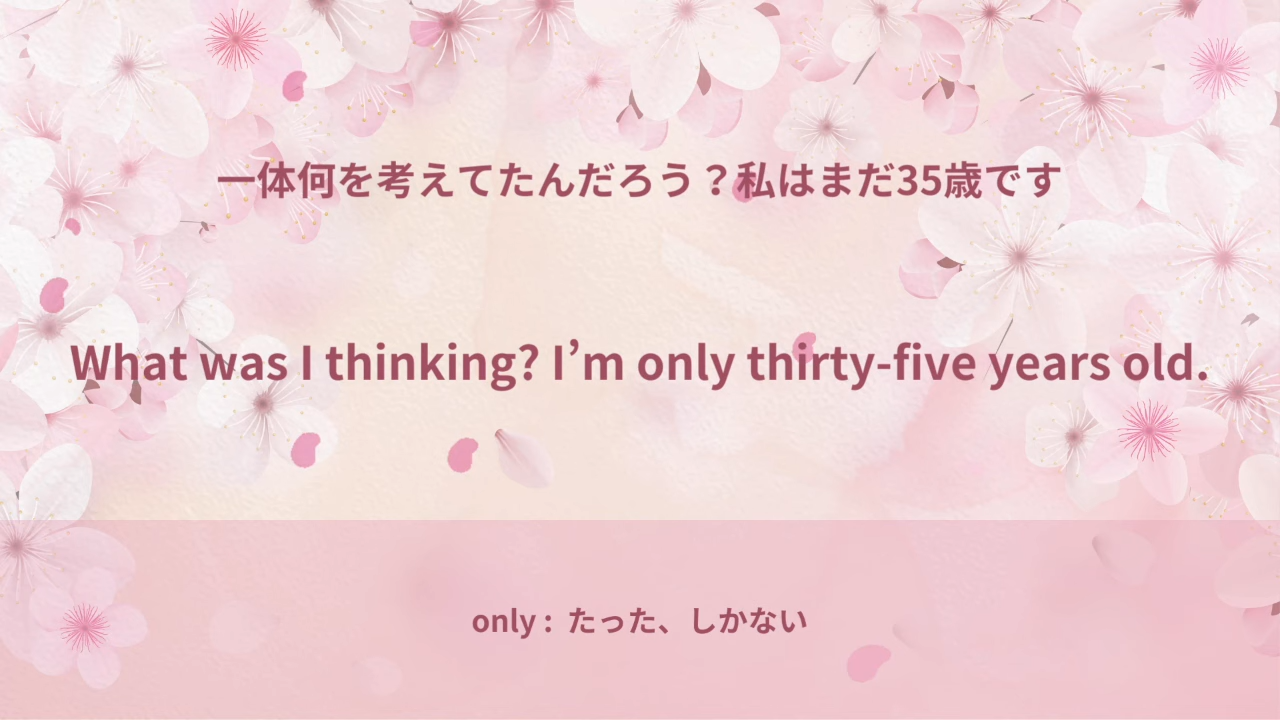 一体何を考えてたんだろう？私はまだ35歳です
What was I thinking? I’m only thirty-five years old.
only : たった、しかない